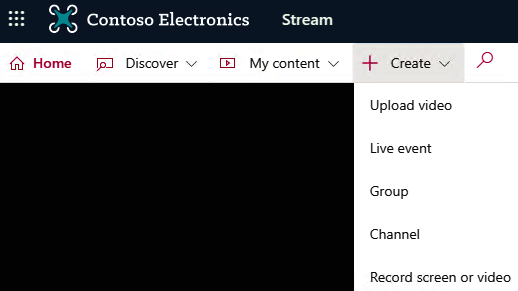 Contoso Electronics Stream
Home Discover My content Create
Upload video
Live event
Group
Channel
Record screen or video